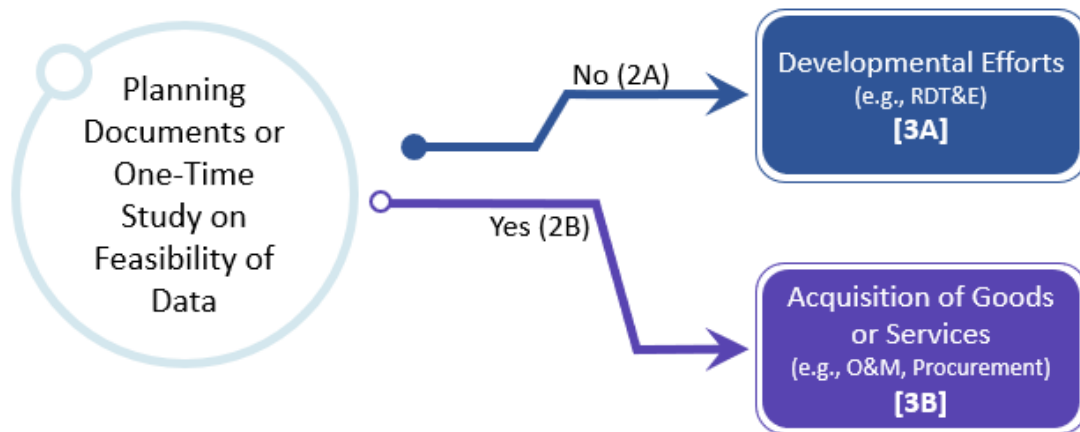 Planning
Documents or
One-Time
Study on
Feasibility of
Data
No (2A)
Developmental Efforts
(e.g., RDT&E)
[3A]
Yes (2B)
Acquisition of Goods
or Services
(e.g., O&M, Procurement)
[3B]